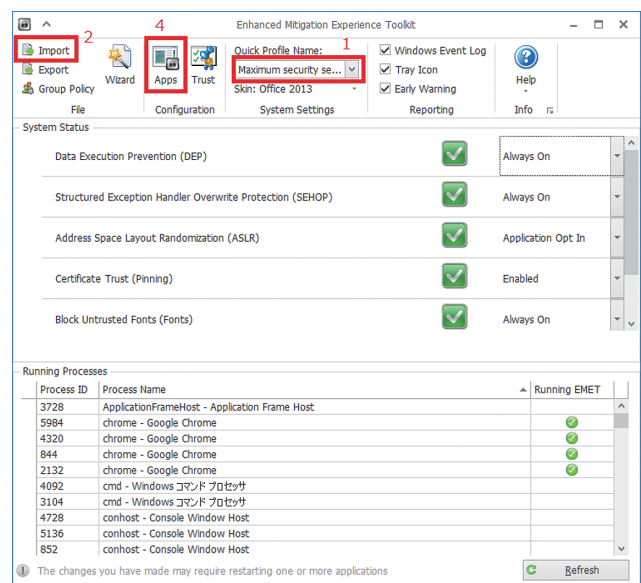 Enhanced Mitigation Experience Toolkit
2
4
1
Import
Export
Group Policy
File
Wizard
Apps
Trust
Configuration
Quick Profile Name:
Maximum security se...
Skin: Office 2013
System Settings
Windows Event Log
Tray Icon
Early Warning
Reporting
Help
Info
System Status
Data Execution Prevention (DEP) Always On
Structured Exception Handler Overwrite Protection (SEHOP) Always On
Address Space Layout Randomization (ASLR) Application Opt In
Certificate Trust (Pinning) Enabled
Block Untrusted Fonts (Fonts) Always On
Running Processes
Process ID Process Name Running EMET
3728 ApplicationFrameHost - Application Frame Host
5984 chrome - Google Chrome
4320 chrome - Google Chrome
844 chrome - Google Chrome
2132 chrome - Google Chrome
4092 cmd - Windows コマンド プロセッサ
3104 cmd - Windows コマンド プロセッサ
4728 conhost - Console Window Host
5136 conhost - Console Window Host
852 conhost - Console Window Host
The changes you have made may require restarting one or more applications
Refresh